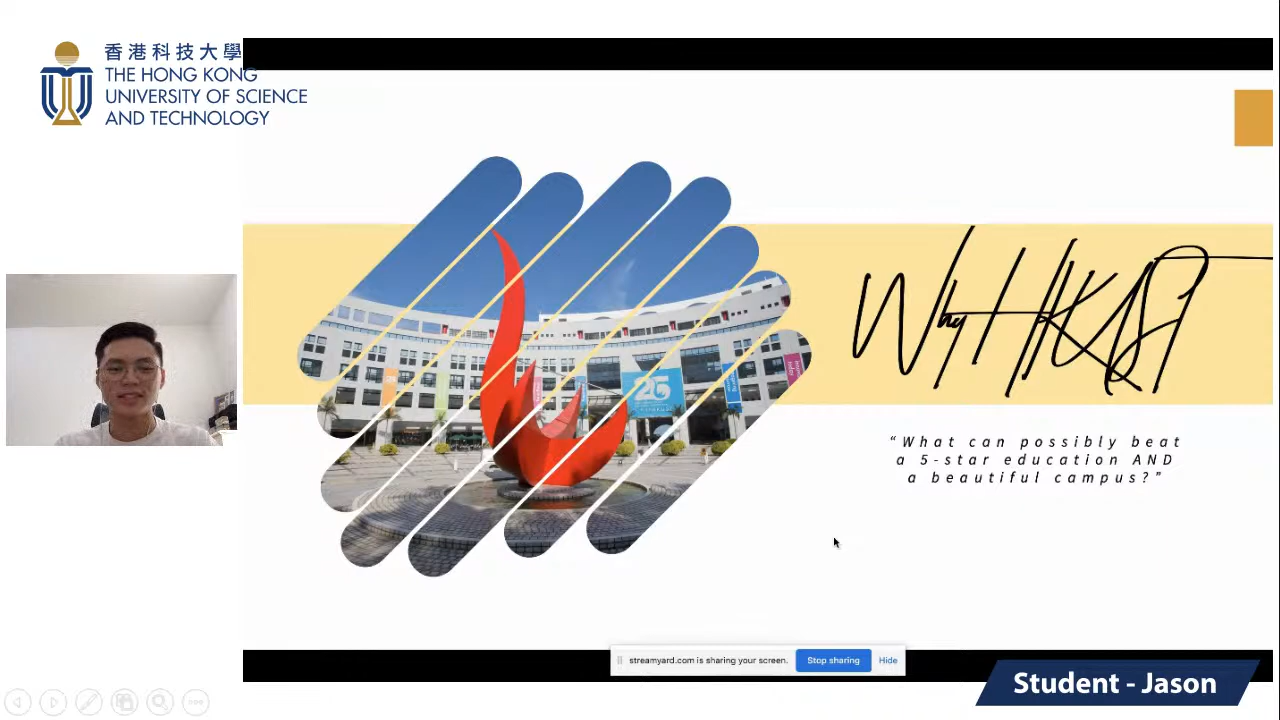 香港科技大學
THE HONG KONG
UNIVERSITY OF SCIENCE
AND TECHNOLOGY
Why HKUST
“What can possibly beat
a 5-star education AND
a beautiful campus?”
25
streamyard.com is sharing your screen.
Stop sharing
Hide
Student - Jason